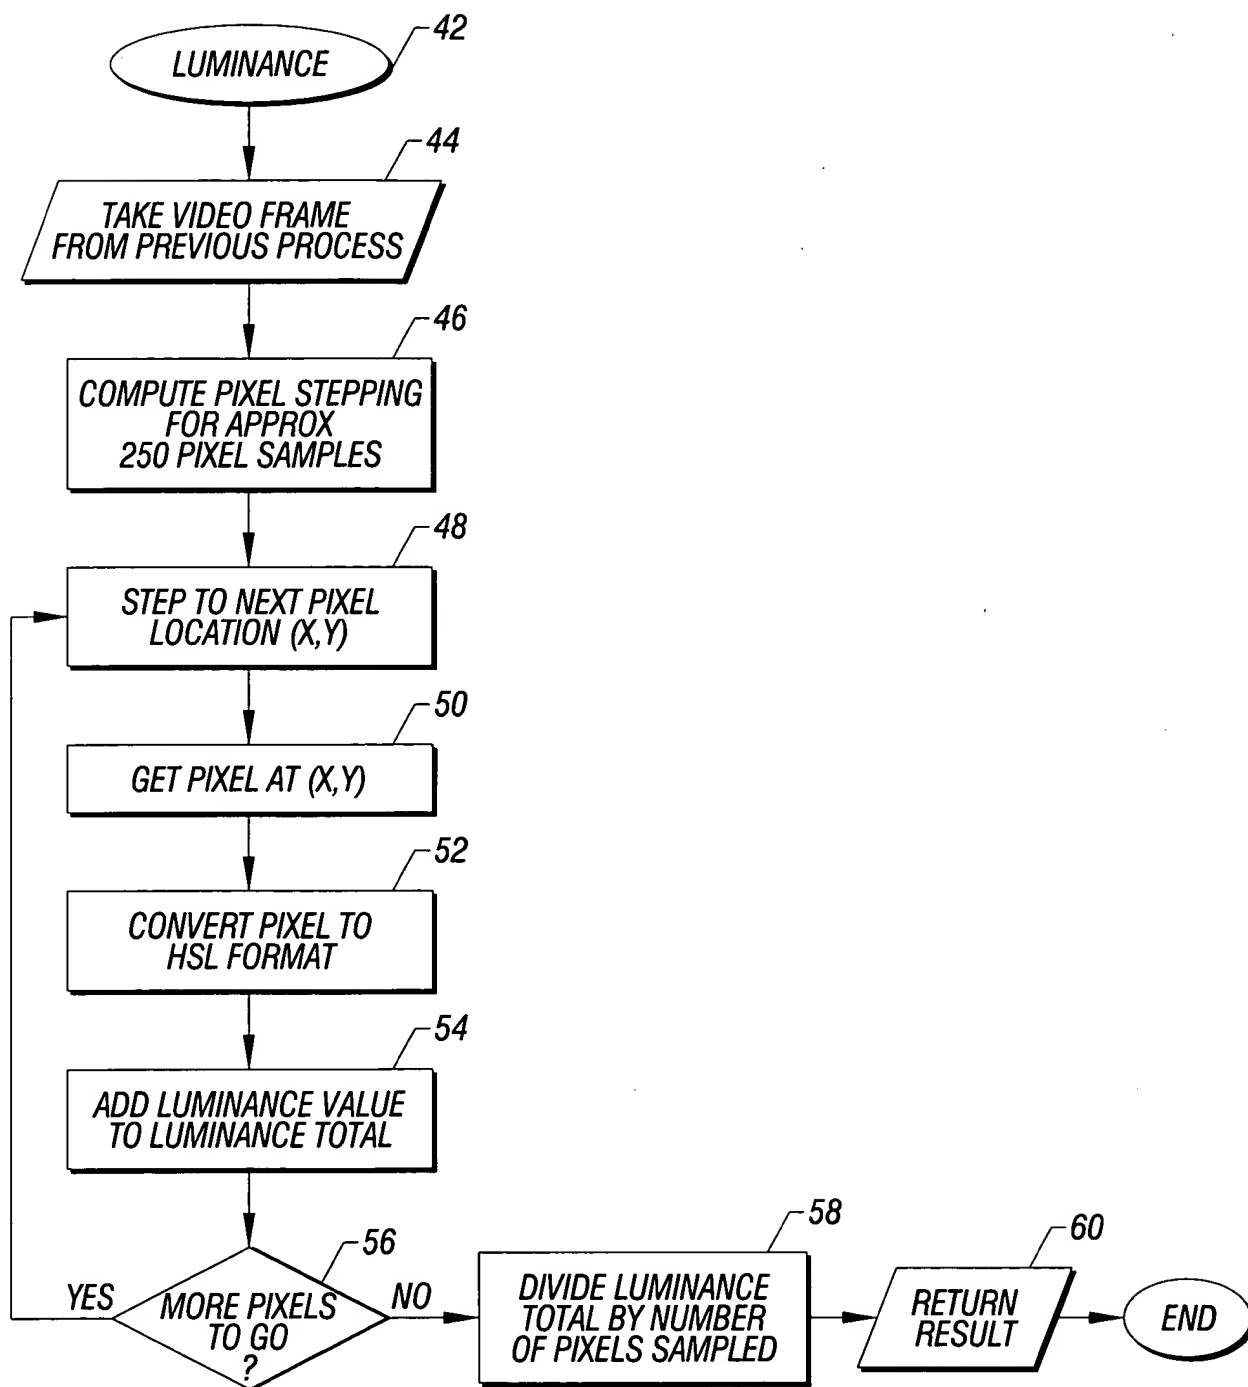 42
LUMINANCE
44
TAKE VIDEO FRAME
FROM PREVIOUS PROCESS
46
COMPUTE PIXEL STEPPING
FOR APPROX
250 PIXEL SAMPLES
48
STEP TO NEXT PIXEL
LOCATION (X,Y)
50
GET PIXEL AT (X,Y)
52
CONVERT PIXEL TO
HSL FORMAT
54
ADD LUMINANCE VALUE
TO LUMINANCE TOTAL
56
YES
MORE PIXELS
TO GO
?
NO
58
DIVIDE LUMINANCE
TOTAL BY NUMBER
OF PIXELS SAMPLED
60
RETURN
RESULT
END